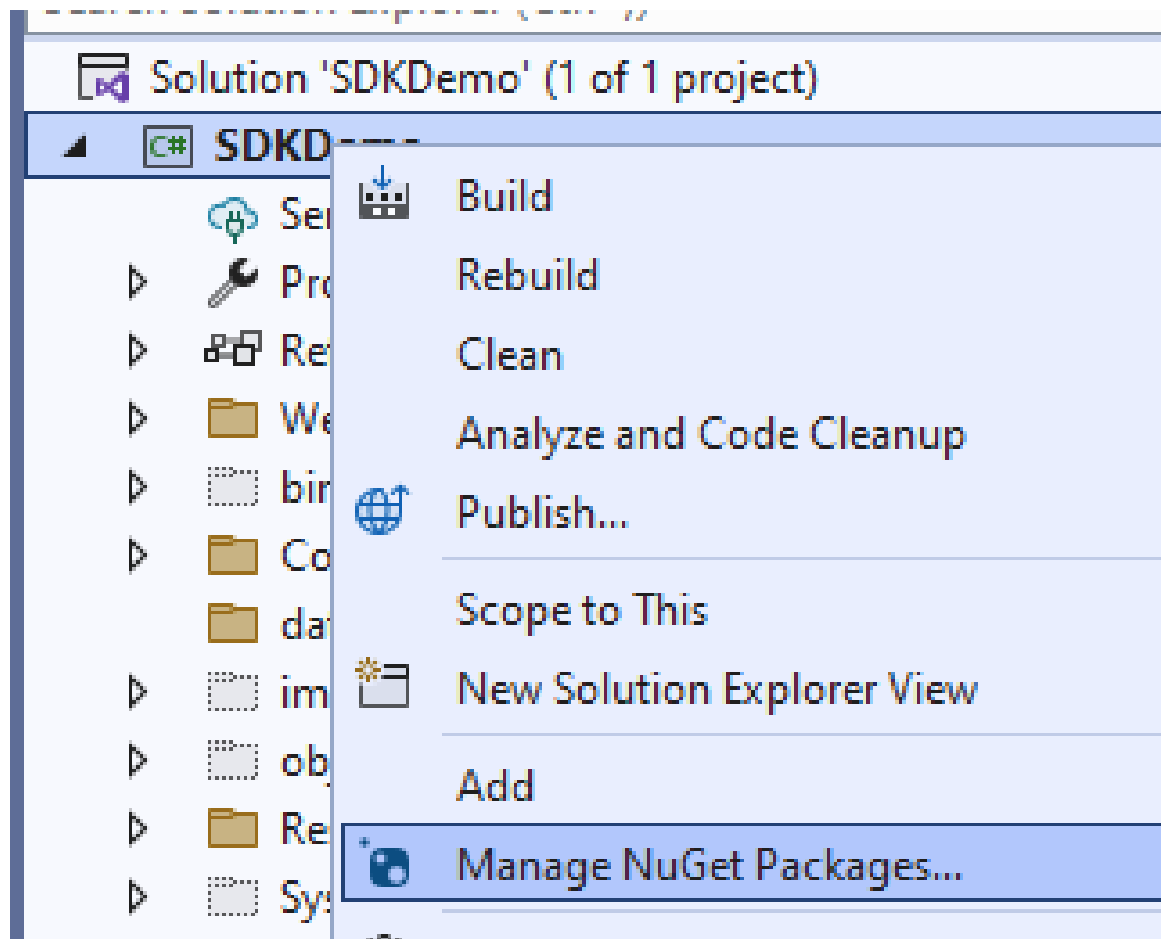 Solution 'SDKDemo' (1 of 1 project)
C# SDKDemo
Build
Rebuild
Clean
Analyze and Code Cleanup
Publish...
Scope to This
New Solution Explorer View
Add
Manage NuGet Packages...